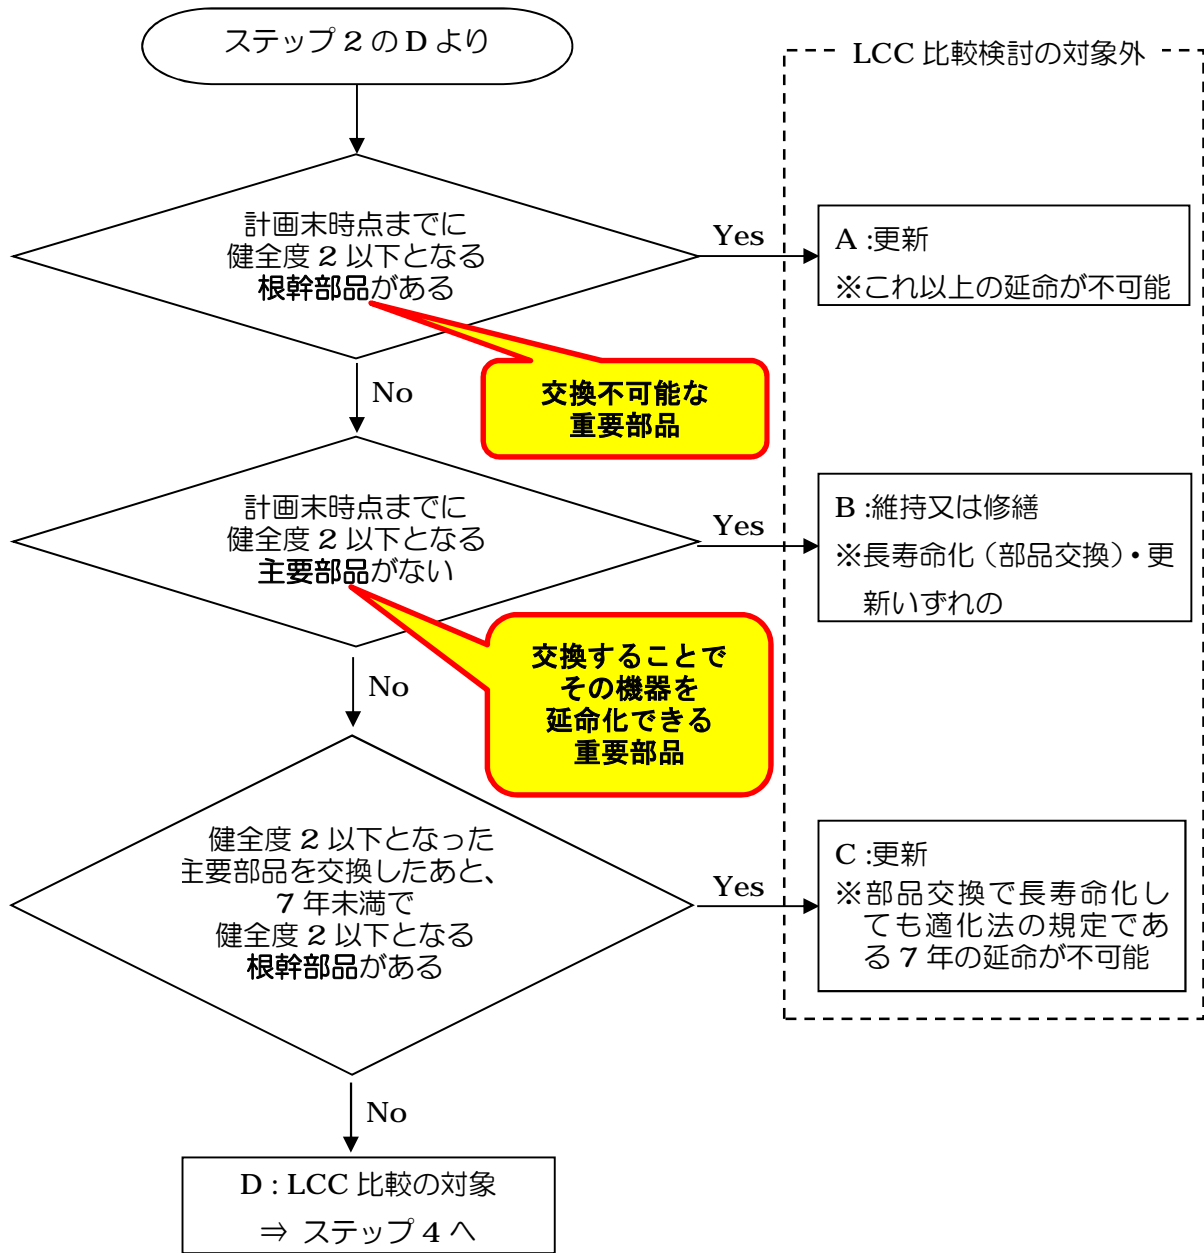 ステップ 2 の D より
LCC 比較検討の対象外
計画末時点までに
健全度 2 以下となる
根幹部品がある
Yes
A :更新
※これ以上の延命が不可能
交換不可能な
重要部品
No
計画末時点までに
健全度 2 以下となる
主要部品がない
Yes
B :維持又は修繕
※長寿命化（部品交換）・更
新いずれの
交換することで
その機器を
延命化できる
重要部品
No
健全度 2 以下となった
主要部品を交換したあと、
7 年未満で
健全度 2 以下となる
根幹部品がある
Yes
C :更新
※部品交換で長寿命化し
ても適化法の規定であ
る 7 年の延命が不可能
No
D : LCC 比較の対象
⇒ ステップ 4 へ